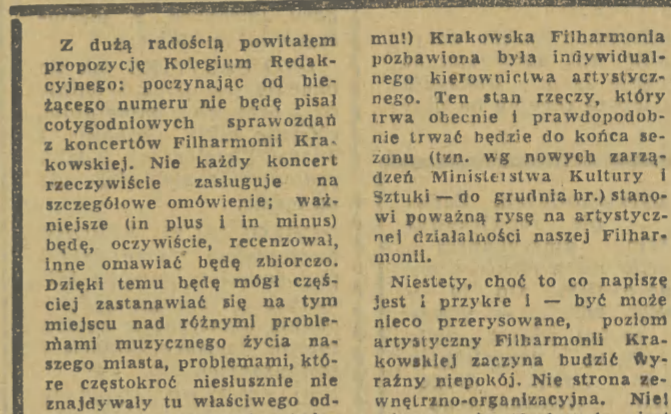 Z dużą radością powitałem
propozycję Kolegium Redak-
cyjnego: poczynając od bie-
żącego numeru nie będę pisał
cotygodniowych sprawozdań
z koncertów Filharmonii Kra-
kowskiej. Nie każdy koncert
rzeczywiście zasługuje na
szczegółowe omówienie; waż-
niejsze (in plus i in minus)
będę, oczywiście, recenzował,
inne omawiać będę zbiorczo.
Dzięki temu będę mógł częś-
ciej zastanawiać się na tym
miejscu nad różnymi proble-
mami muzycznego życia na-
szego miasta, problemami, któ-
re częstokroć niesłusznie nie
znajdywały tu właściwego od-
mu!) Krakowska Filharmonia
pozbawiona była indywidual-
nego kierownictwa artystycz-
nego. Ten stan rzeczy, który
trwa obecnie i prawdopodob-
nie trwać będzie do końca se-
zonu (tzn. wg nowych zarzą-
dzeń Ministerstwa Kultury i
Sztuki — do grudnia br.) stano-
wi poważną rysę na artystycz-
nej działalności naszej Filhar-
monii.
Niestety, choć to co napiszę
jest i przykre i — być może
nieco przerysowane, poziom
artystyczny Filharmonii Kra-
kowskiej zaczyna budzić wy-
raźny niepokój. Nie strona ze-
wnętrzno-organizacyjna. Nie!